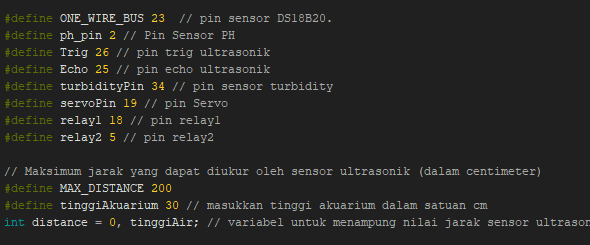 #define ONE_WIRE_BUS 23  // pin sensor DS18B20.
#define ph_pin 2 // Pin Sensor PH
#define Trig 26 // pin trig ultrasonik
#define Echo 25 // pin echo ultrasonik
#define turbidityPin 34 // pin sensor turbidity
#define servoPin 19 // pin Servo
#define relay1 18 // pin relay1
#define relay2 5 // pin relay2

// Maksimum jarak yang dapat diukur oleh sensor ultrasonik (dalam centimeter)
#define MAX_DISTANCE 200
#define tinggiAkuarium 30 // masukkan tinggi akuarium dalam satuan cm
int distance = 0, tinggiAir; // variabel untuk menampung nilai jarak sensor ultrason